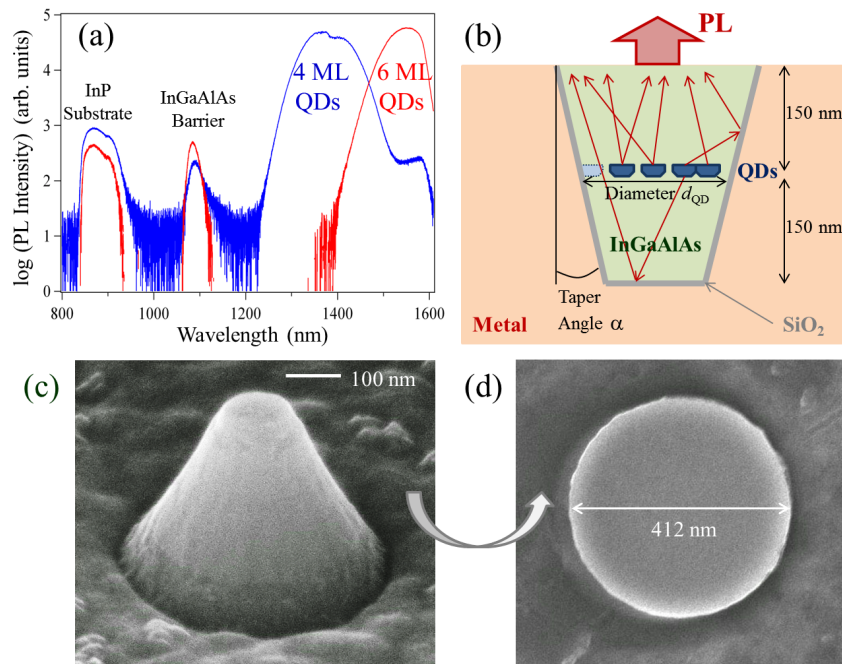 (a)
log (PL Intensity) (arb. units)
5
4
3
2
1
0
InP
Substrate
InGaAlAs
Barrier
4 ML
QDs
6 ML
QDs
800
1000
1200
1400
1600
Wavelength (nm)
(b)
PL
150 nm
QDs
Diameter dQD
150 nm
InGaAlAs
Taper
Angle α
Metal
SiO₂
(c)
100 nm
(d)
412 nm